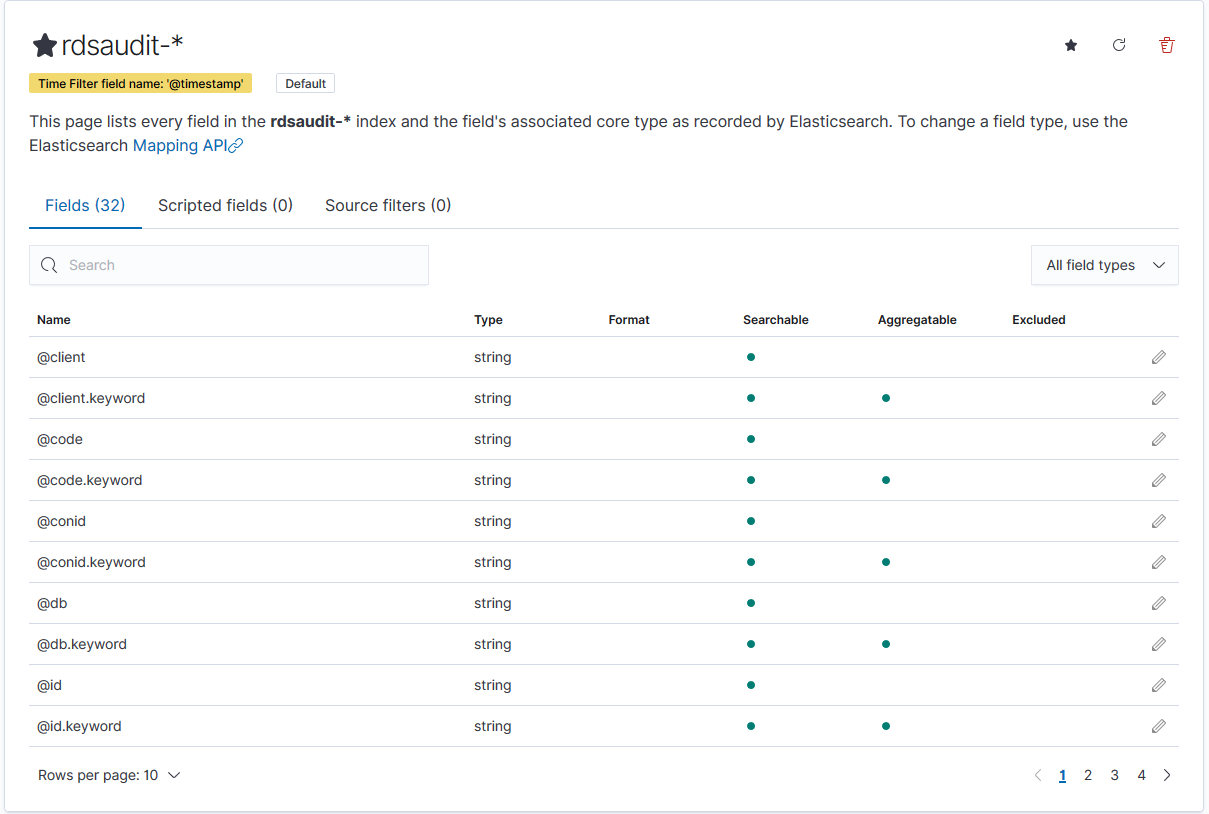 rdsaudit-*
Time Filter field name: '@timestamp' Default
This page lists every field in the rdsaudit-* index and the field's associated core type as recorded by Elasticsearch. To change a field type, use the
Elasticsearch Mapping API
Fields (32) Scripted fields (0) Source filters (0)
Search All field types
Name Type Format Searchable Aggregatable Excluded
@client string
@client.keyword string
@code string
@code.keyword string
@conid string
@conid.keyword string
@db string
@db.keyword string
@id string
@id.keyword string
Rows per page: 10 1 2 3 4